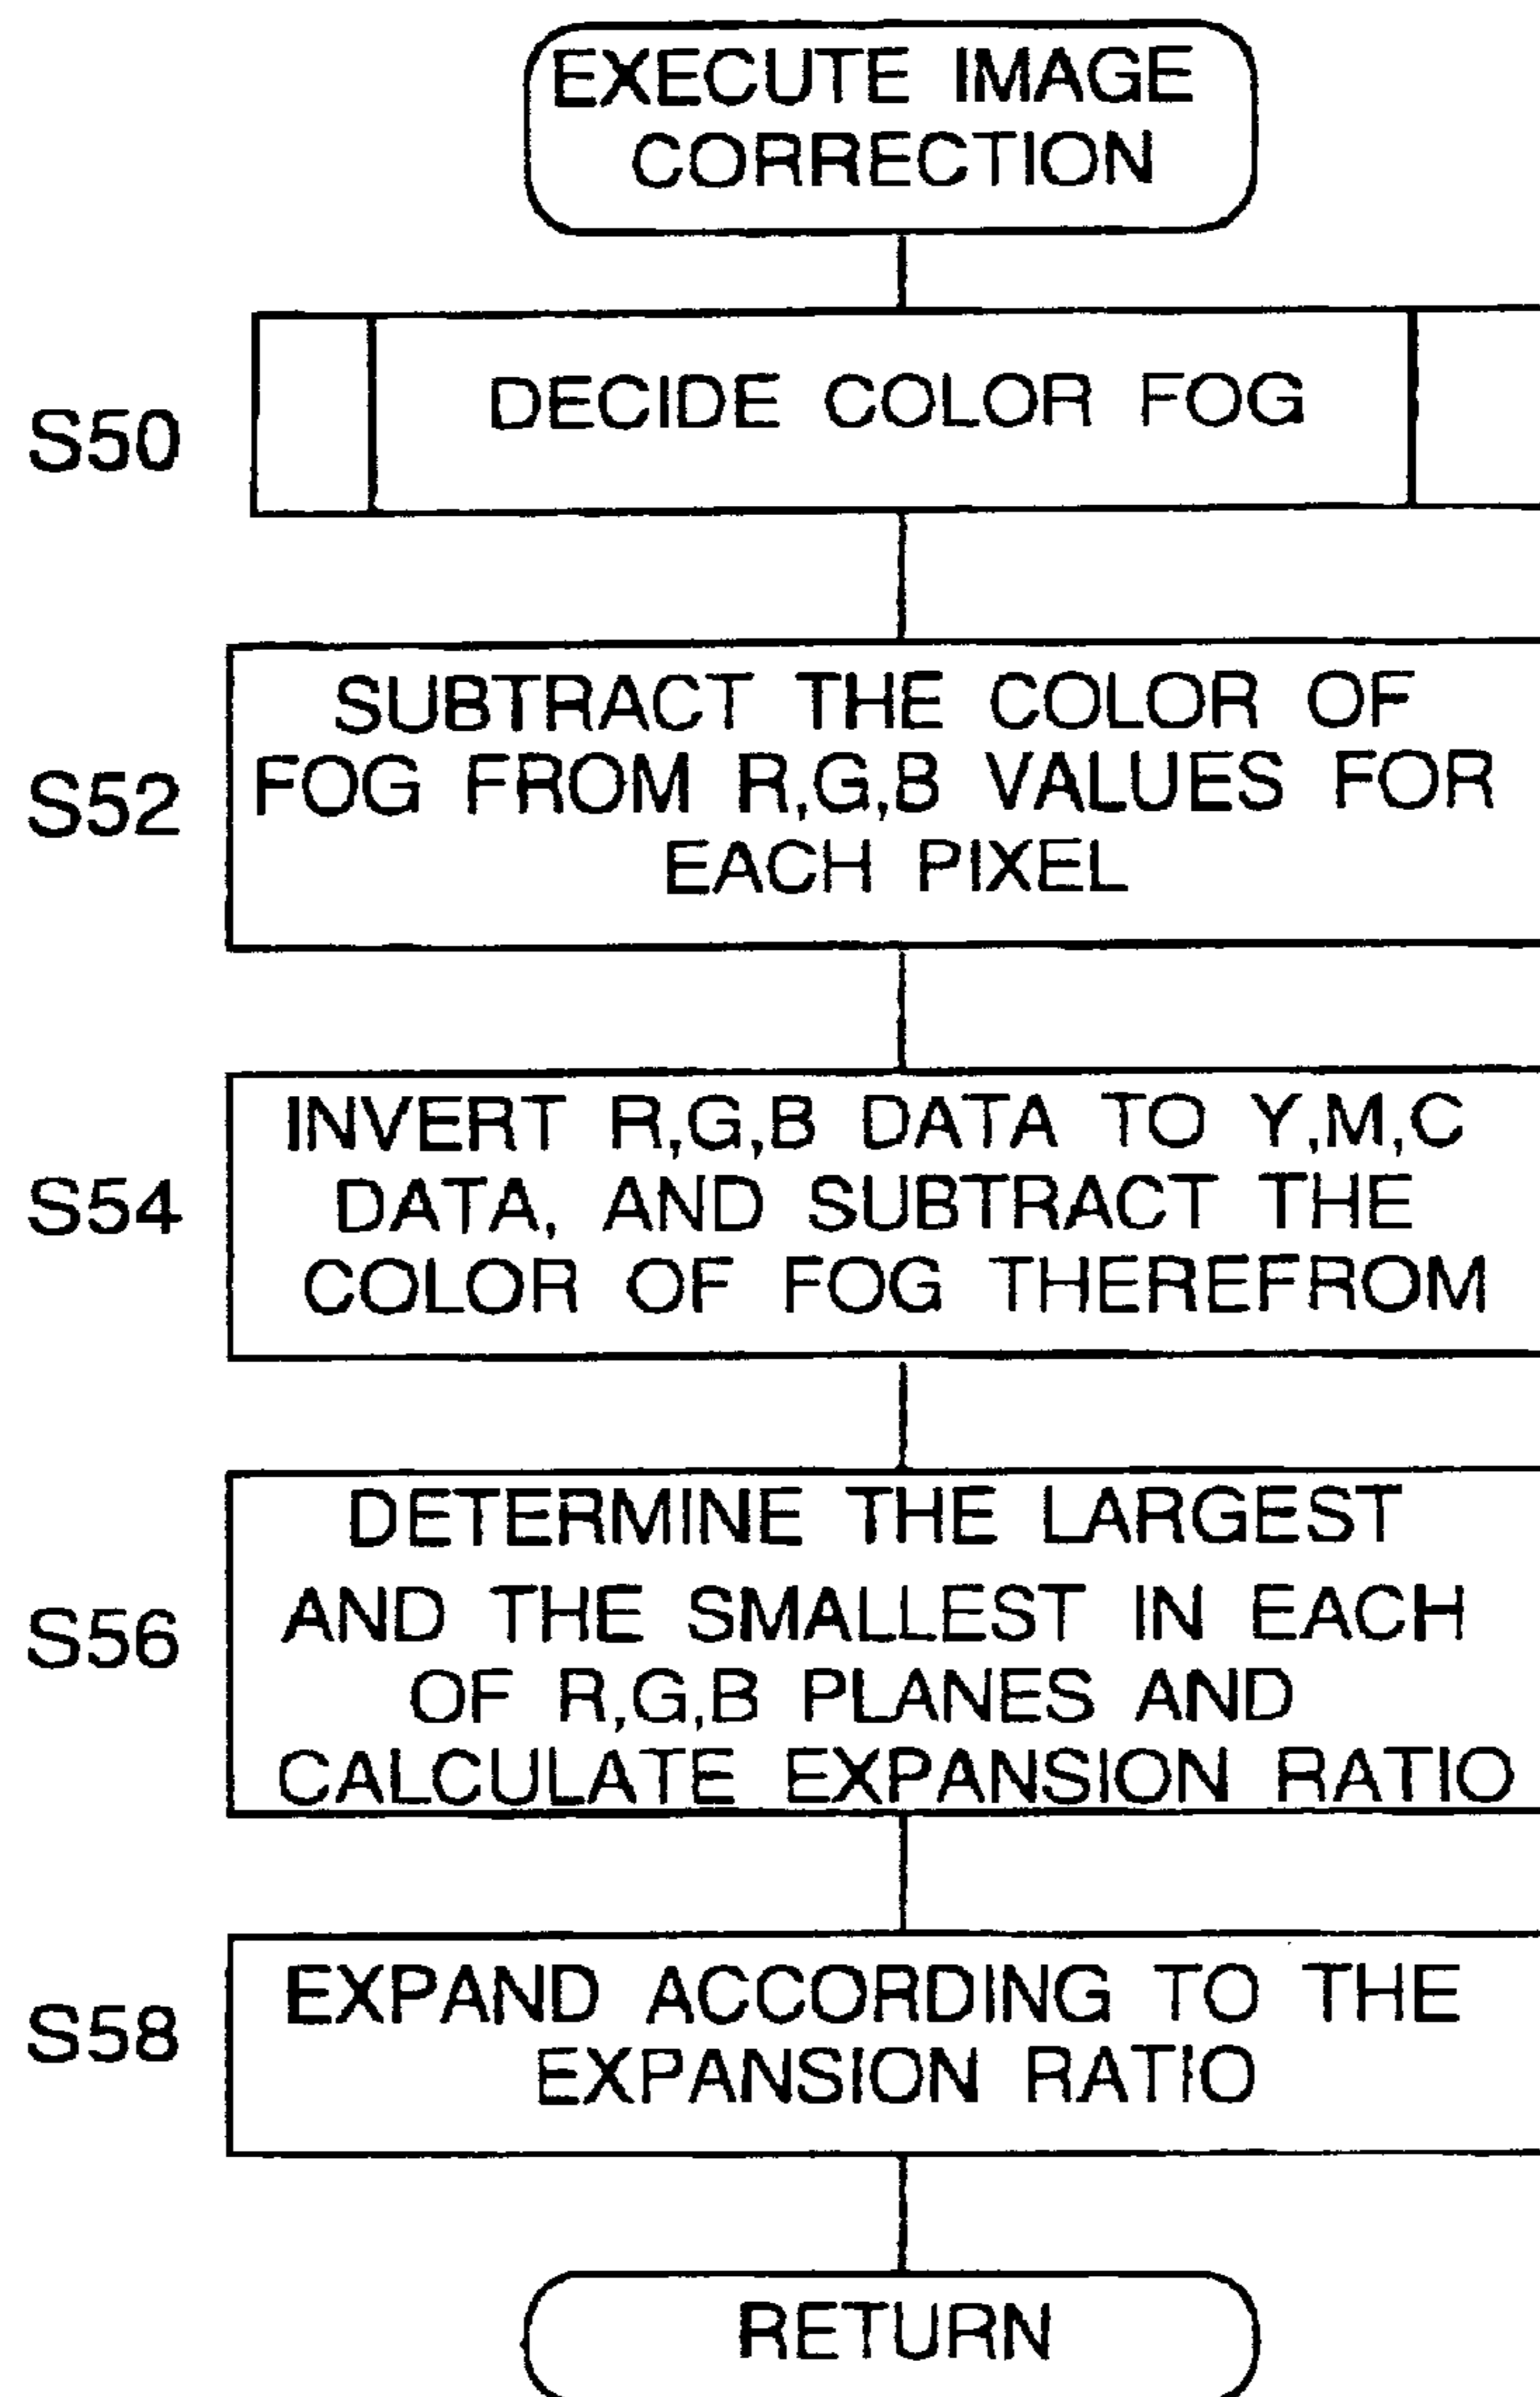 EXECUTE IMAGE
CORRECTION
S50
DECIDE COLOR FOG
S52
SUBTRACT THE COLOR OF
FOG FROM R,G,B VALUES FOR
EACH PIXEL
S54
INVERT R,G,B DATA TO Y,M,C
DATA, AND SUBTRACT THE
COLOR OF FOG THEREFROM
S56
DETERMINE THE LARGEST
AND THE SMALLEST IN EACH
OF R,G,B PLANES AND
CALCULATE EXPANSION RATIO
S58
EXPAND ACCORDING TO THE
EXPANSION RATIO
RETURN